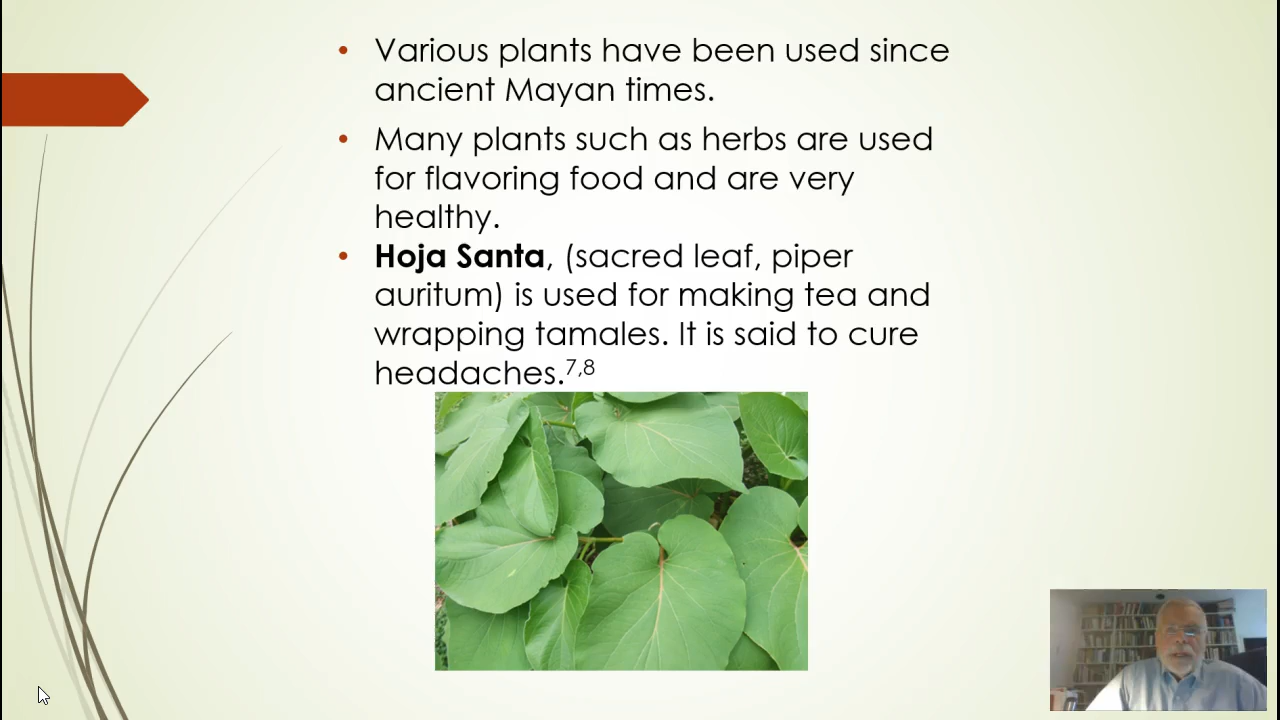 • Various plants have been used since
ancient Mayan times.
• Many plants such as herbs are used
for flavoring food and are very
healthy.
• Hoja Santa, (sacred leaf, piper
auritum) is used for making tea and
wrapping tamales. It is said to cure
headaches.7,8